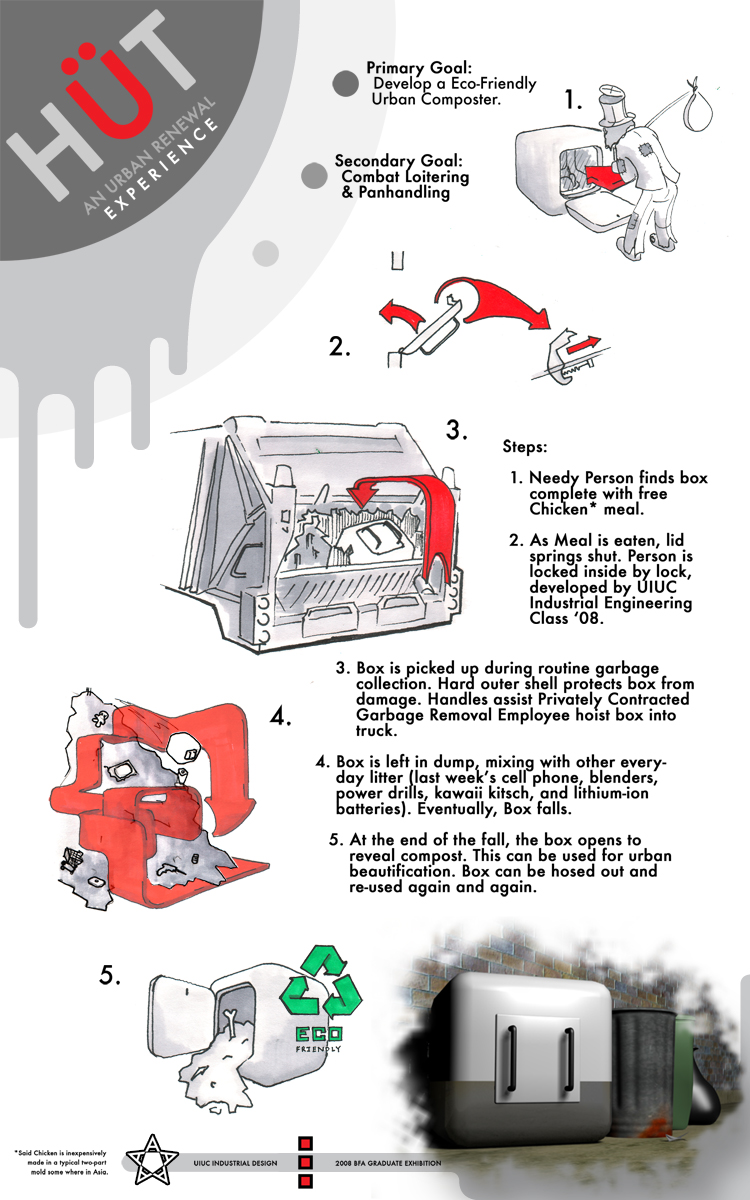 HÜT
AN URBAN RENEWAL
EXPERIENCE
Primary Goal:
Develop a Eco-Friendly
Urban Composter.
Secondary Goal:
Combat Loitering
& Panhandling
1.
2.
3.
Steps:
1. Needy Person finds box
complete with free
Chicken* meal.
2. As Meal is eaten, lid
springs shut. Person is
locked inside by lock,
developed by UIUC
Industrial Engineering
Class ‘08.
3. Box is picked up during routine garbage
collection. Hard outer shell protects box from
damage. Handles assist Privately Contracted
Garbage Removal Employee hoist box into
truck.
4.
4. Box is left in dump, mixing with other every-
day litter (last week’s cell phone, blenders,
power drills, kawaii kitsch, and lithium-ion
batteries). Eventually, Box falls.
5. At the end of the fall, the box opens to
reveal compost. This can be used for urban
beautification. Box can be hosed out and
re-used again and again.
5.
ECO
FRIENDLY
*Said Chicken is inexpensively
made in a typical two-part
mold some where in Asia.
UIUC INDUSTRIAL DESIGN
2008 BFA GRADUATE EXHIBITION